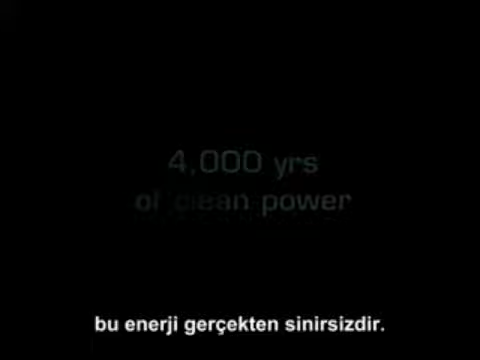 4,000 yrs
of clean power
bu enerji gerçekten sinirsizdir.